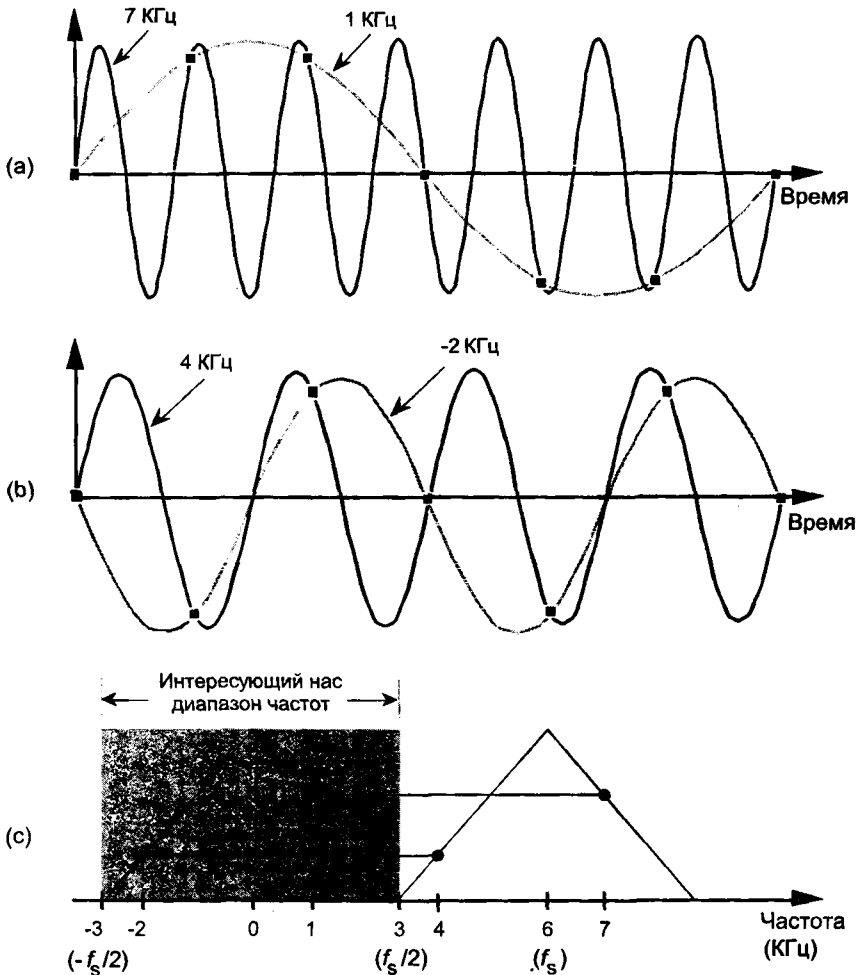 7 КГц
1 КГц
(a)
Время
4 КГц
-2 КГц
(b)
Время
Интересующий нас
диапазон частот
(c)
-3 -2 0 1 3 4 6 7 Частота
(- fs/2) (fs/2) (fs) (КГц)